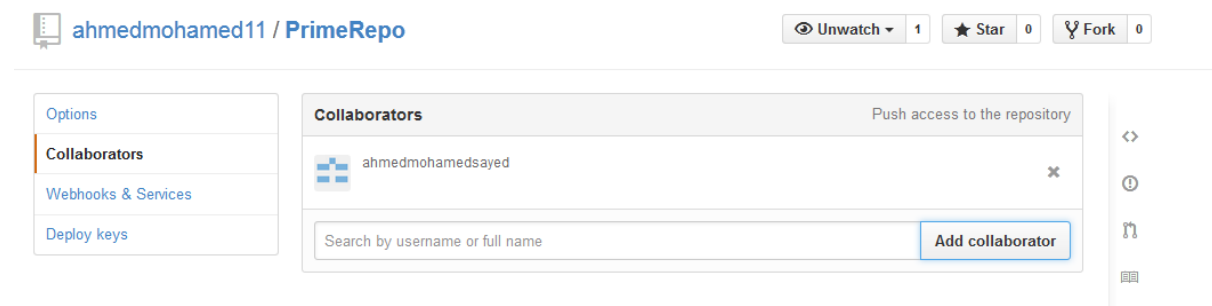 ahmedmohamed11 / PrimeRepo
Unwatch 1 Star 0 Fork 0
Options
Collaborators
Webhooks & Services
Deploy keys
Collaborators Push access to the repository
ahmedmohamedsayed
Search by username or full name Add collaborator